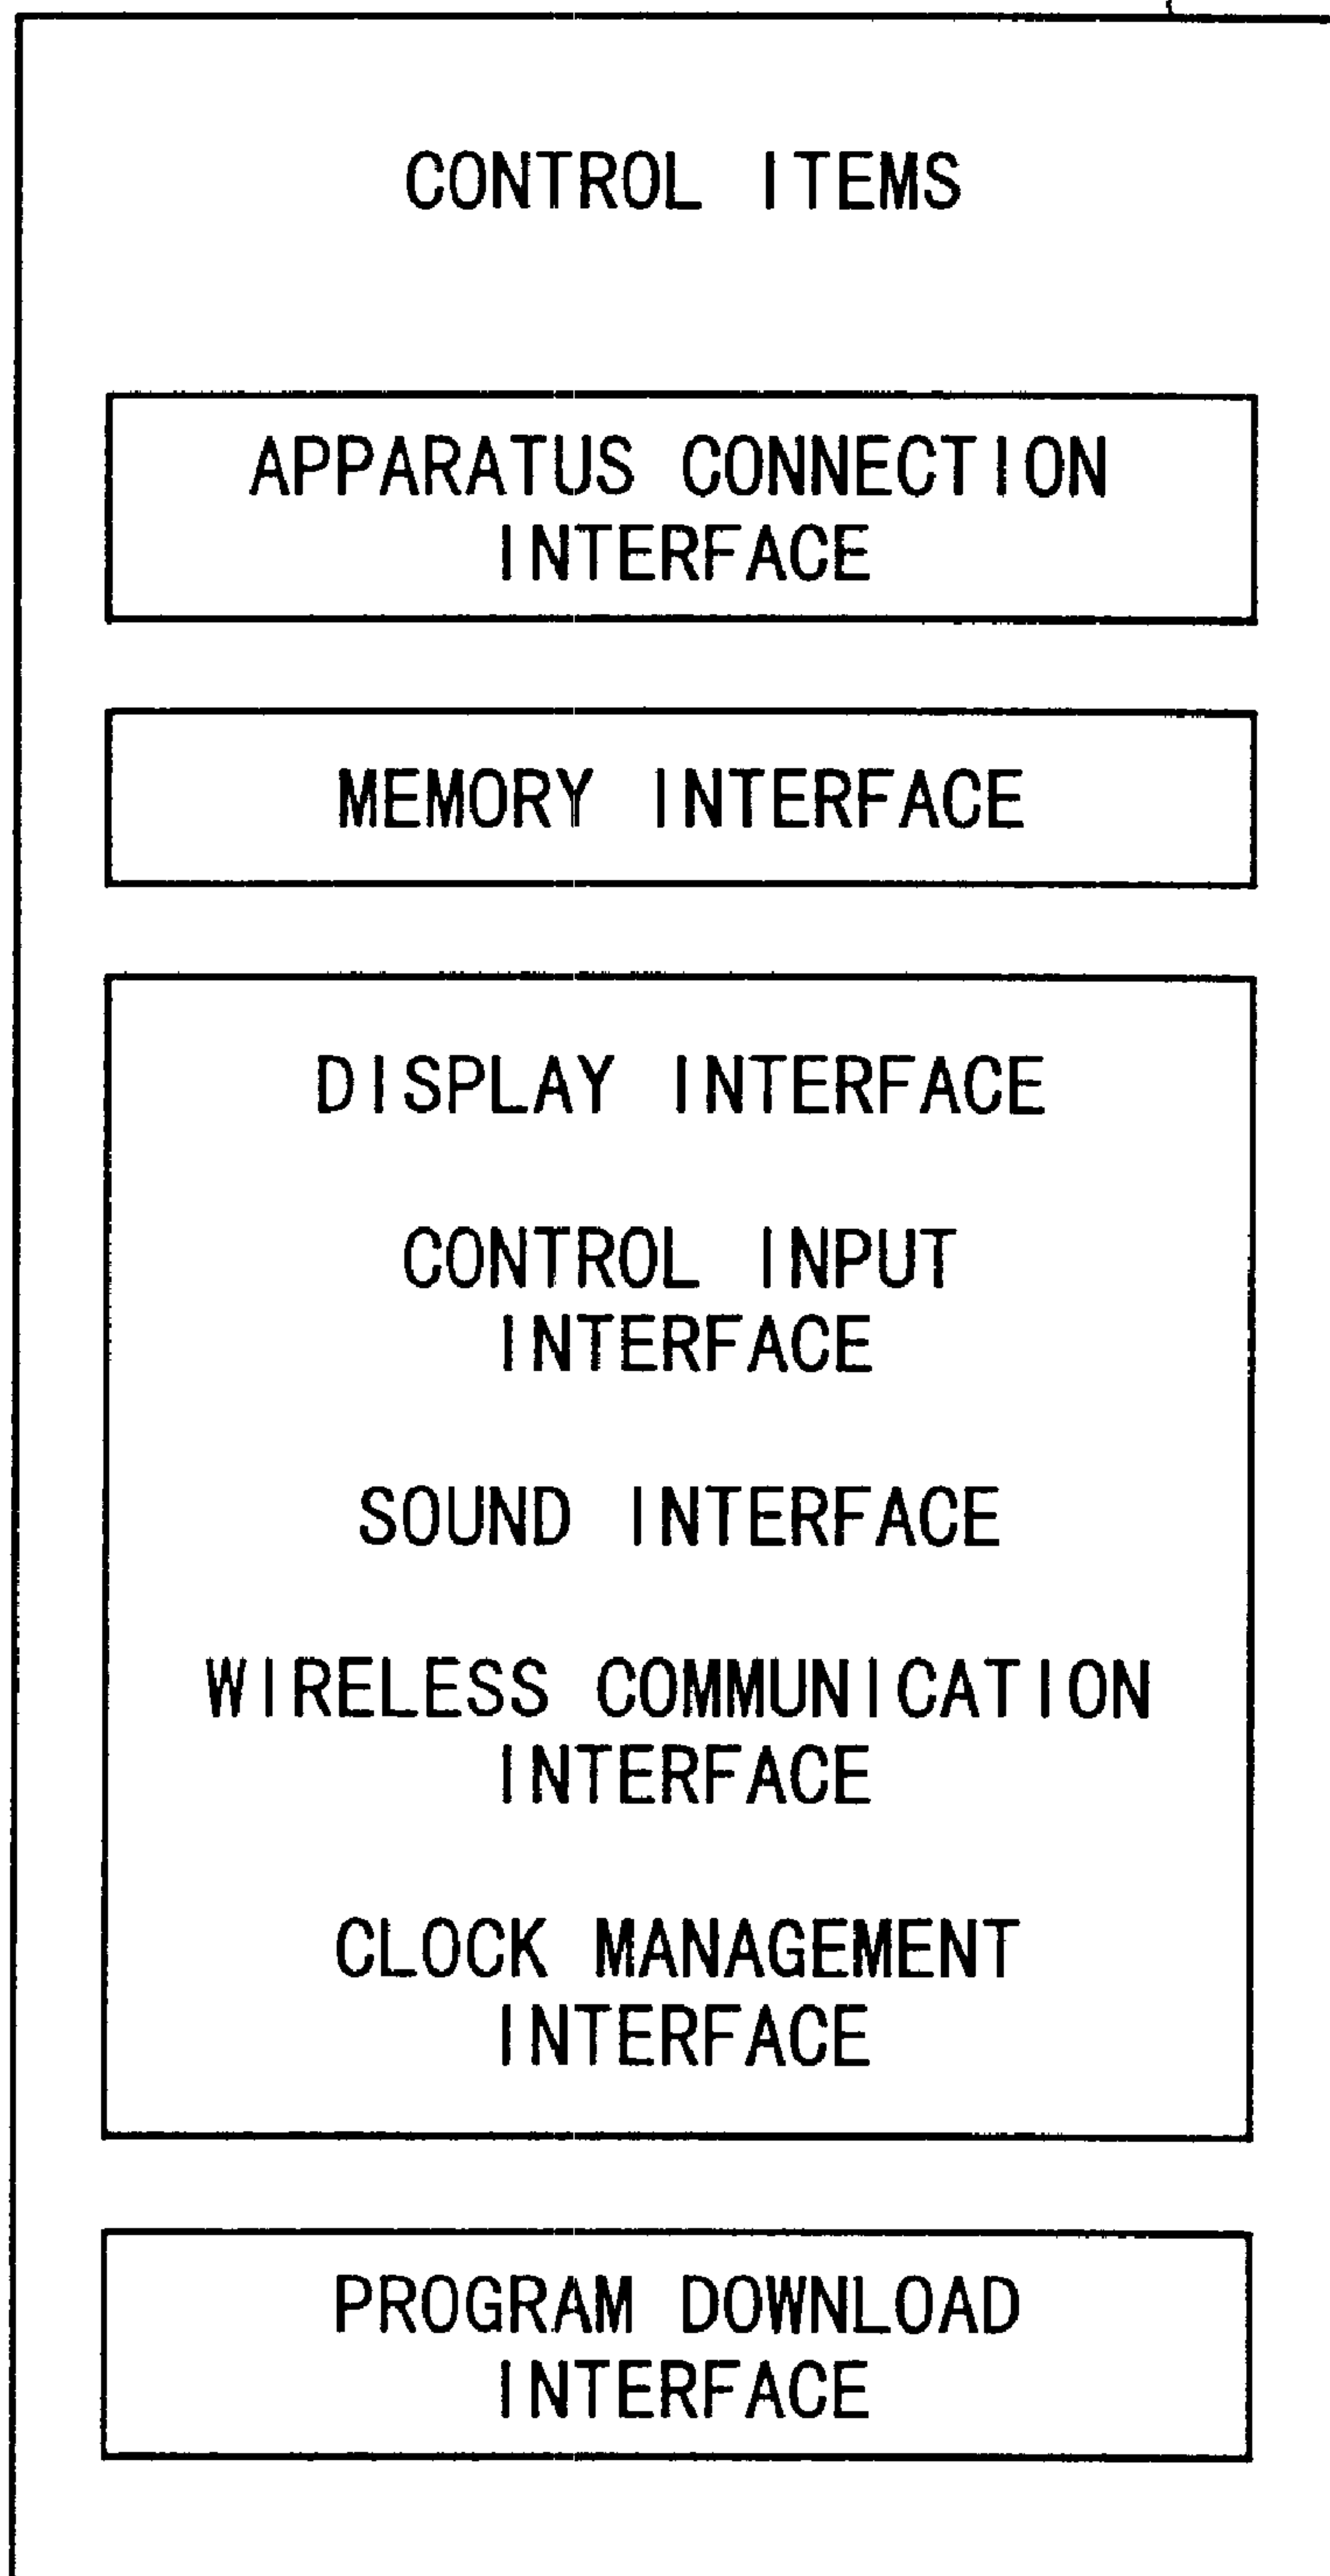 CONTROL ITEMS
APPARATUS CONNECTION
INTERFACE
MEMORY INTERFACE
DISPLAY INTERFACE
CONTROL INPUT
INTERFACE
SOUND INTERFACE
WIRELESS COMMUNICATION
INTERFACE
CLOCK MANAGEMENT
INTERFACE
PROGRAM DOWNLOAD
INTERFACE